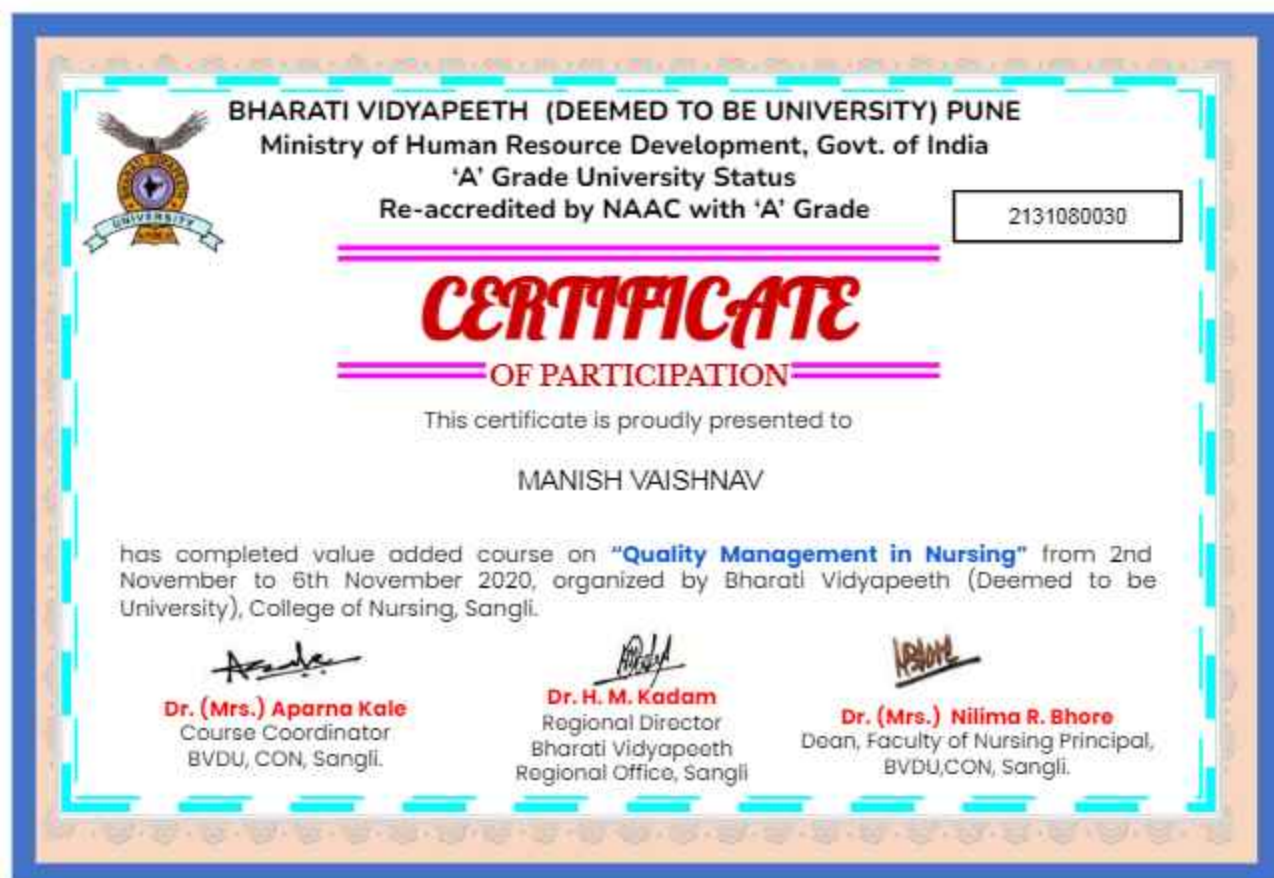 BHARATI VIDYAPEETH (DEEMED TO BE UNIVERSITY) PUNE
Ministry of Human Resource Development, Govt. of India
‘A’ Grade University Status
Re-accredited by NAAC with ‘A’ Grade
2131080030
BHARATI VIDYAPEETH
UNIVERSITY
CERTIFICATE
OF PARTICIPATION
This certificate is proudly presented to
MANISH VAISHNAV
has completed value added course on “Quality Management in Nursing” from 2nd
November to 6th November 2020, organized by Bharati Vidyapeeth (Deemed to be
University), College of Nursing, Sangli.
Dr. (Mrs.) Aparna Kale
Course Coordinator
BVDU, CON, Sangli.
Dr. H. M. Kadam
Regional Director
Bharati Vidyapeeth
Regional Office, Sangli
Dr. (Mrs.) Nilima R. Bhore
Dean, Faculty of Nursing Principal,
BVDU,CON, Sangli.